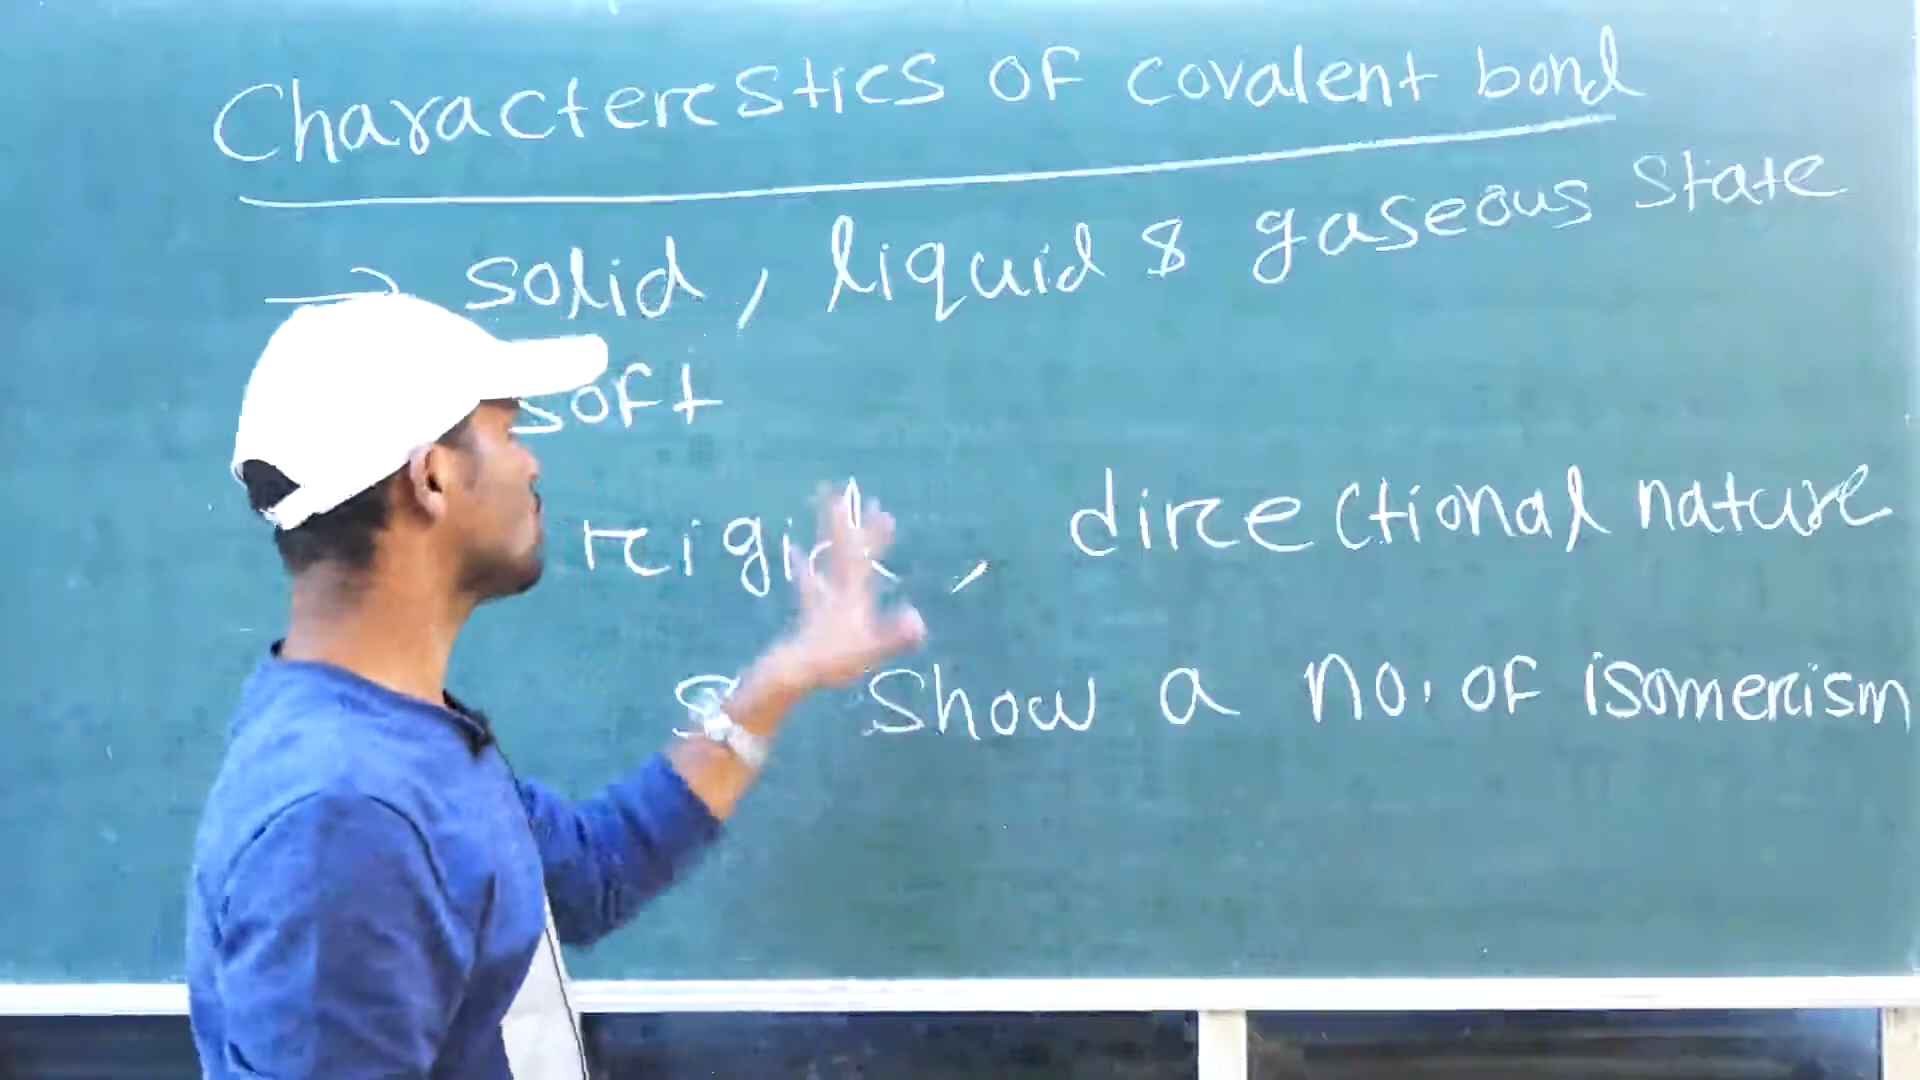 Characterestics OF covalent bond
→ solid, liquid & gaseous state
soft
rigid, directional nature
Show a no. of isomerism